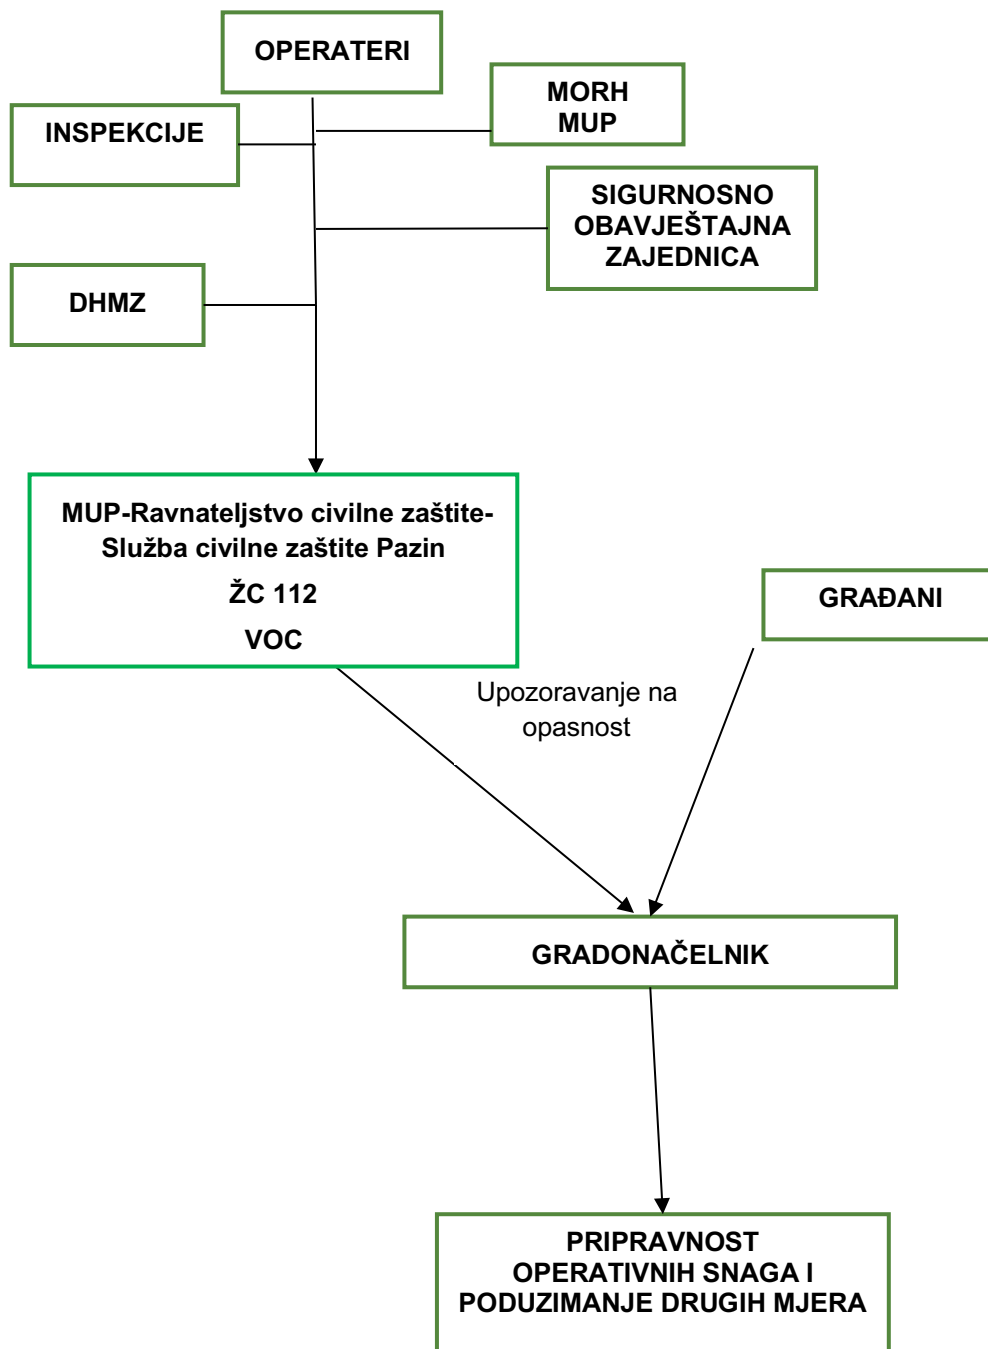 OPERATERI
MORH
MUP
INSPEKCIJE
SIGURNOSNO
OBAVJEŠTAJNA
ZAJEDNICA
DHMZ
MUP-Ravnateljstvo civilne zaštite-
Služba civilne zaštite Pazin
ŽC 112
VOC
GRAĐANI
Upozoravanje na
opasnost
GRADONAČELNIK
PRIPRAVNOST
OPERATIVNIH SNAGA I
PODUZIMANJE DRUGIH MJERA